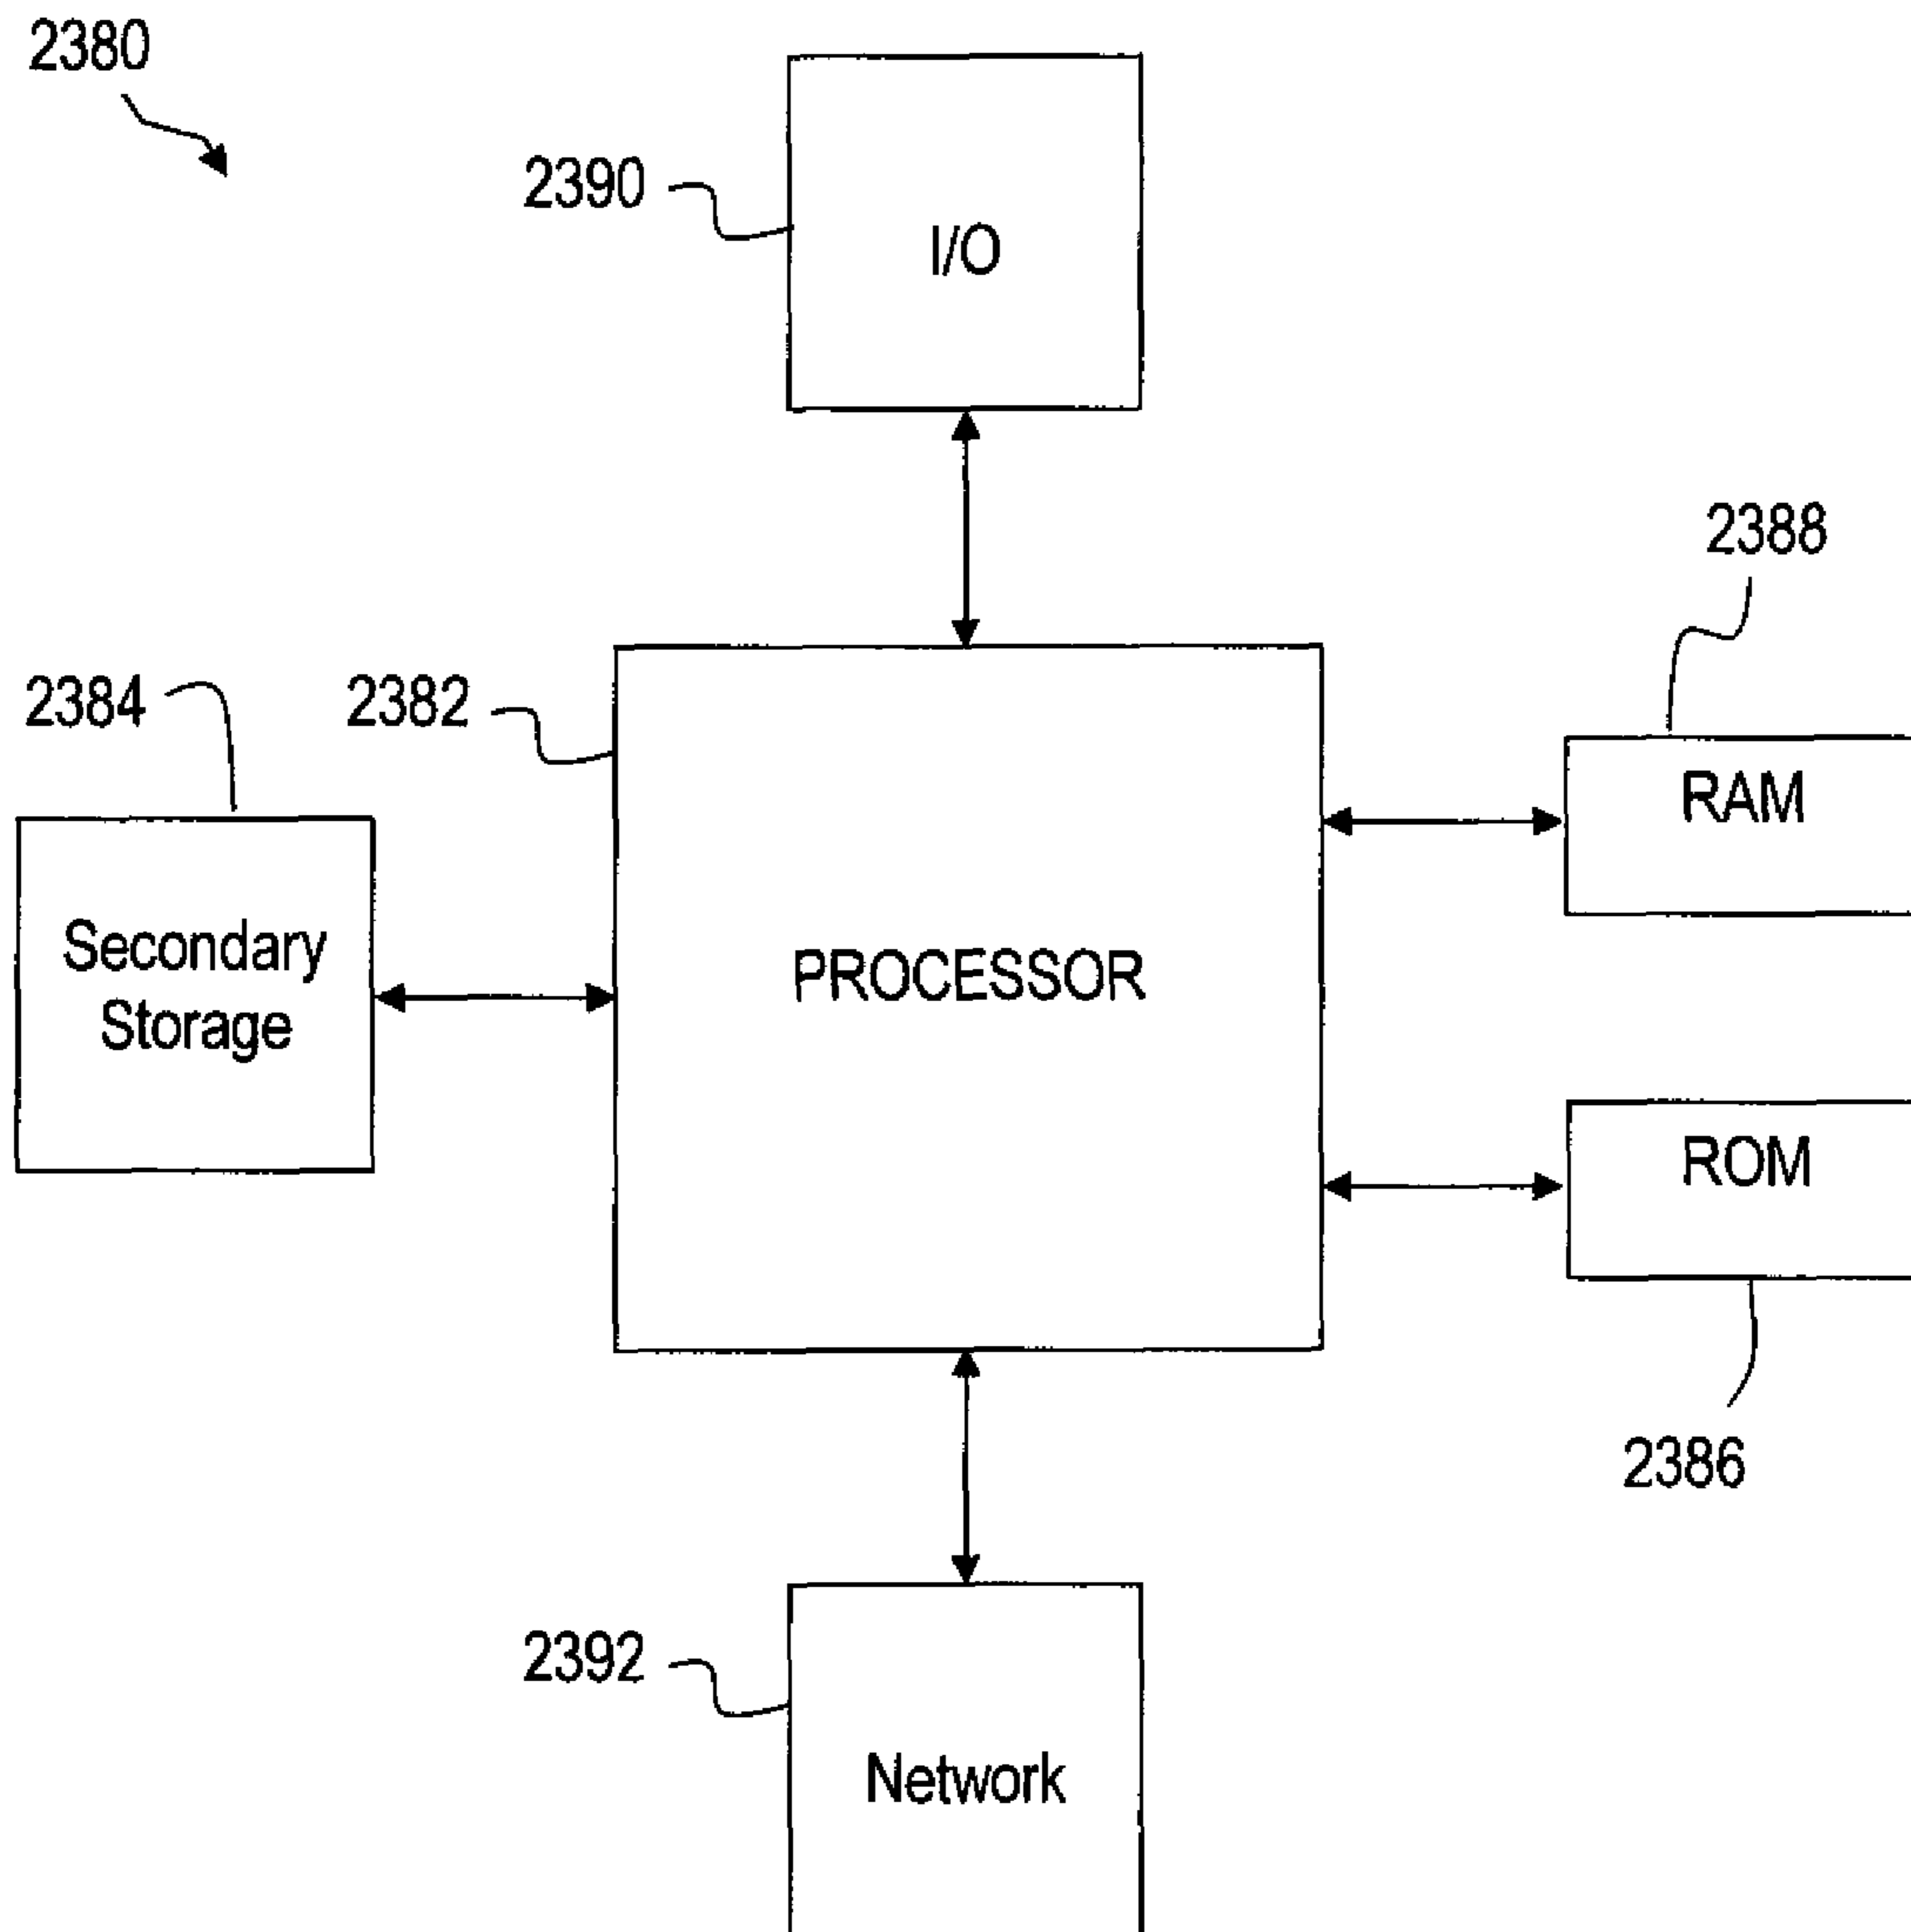 2380
2390
I/O
2388
2384
2382
RAM
Secondary
Storage
PROCESSOR
ROM
2386
2392
Network